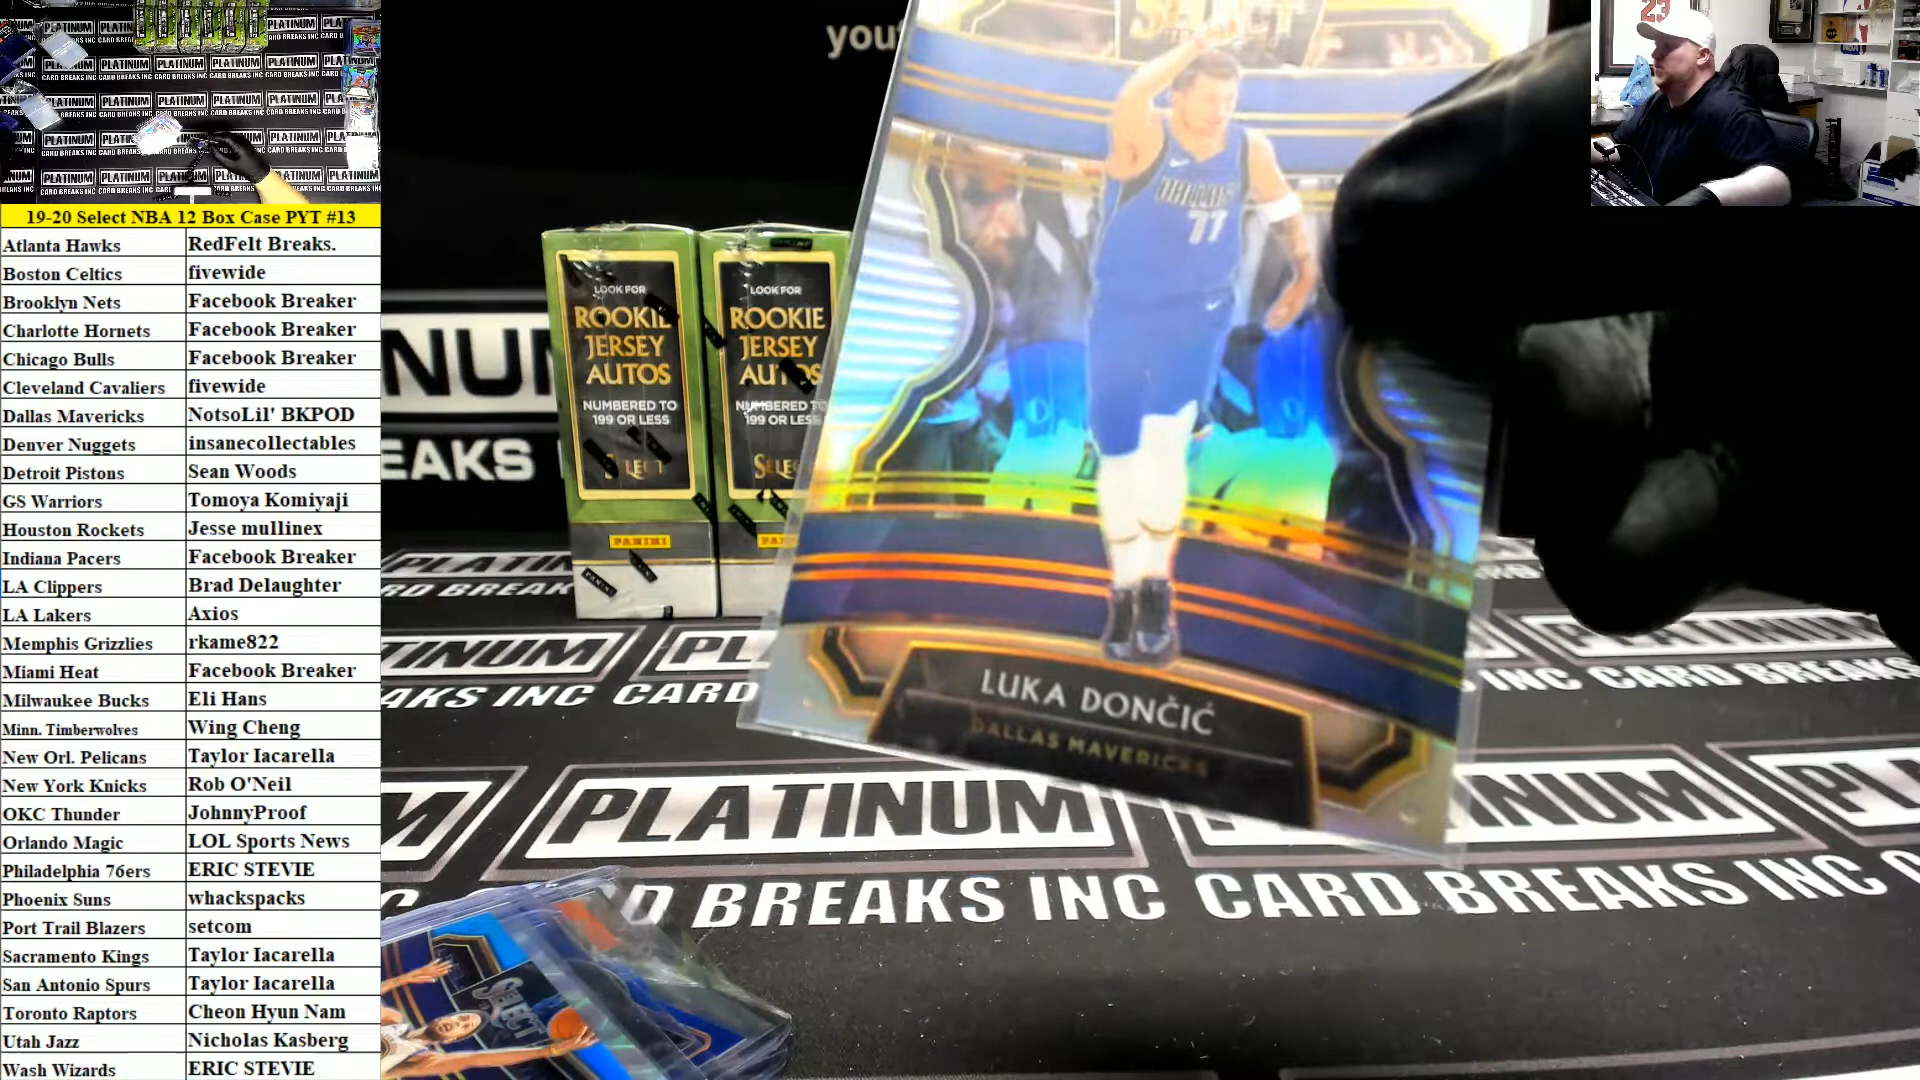 19-20 Select NBA 12 Box Case PYT #13
Atlanta Hawks RedFelt Breaks.
Boston Celtics fivewide
Brooklyn Nets Facebook Breaker
Charlotte Hornets Facebook Breaker
Chicago Bulls Facebook Breaker
Cleveland Cavaliers fivewide
Dallas Mavericks NotsoLil' BKPOD
Denver Nuggets insanecollectables
Detroit Pistons Sean Woods
GS Warriors Tomoya Komiyaji
Houston Rockets Jesse mullinex
Indiana Pacers Facebook Breaker
LA Clippers Brad Delaughter
LA Lakers Axios
Memphis Grizzlies rkame822
Miami Heat Facebook Breaker
Milwaukee Bucks Eli Hans
Minn. Timberwolves Wing Cheng
New Orl. Pelicans Taylor Iacarella
New York Knicks Rob O'Neil
OKC Thunder JohnnyProof
Orlando Magic LOL Sports News
Philadelphia 76ers ERIC STEVIE
Phoenix Suns whackspacks
Port Trail Blazers setcom
Sacramento Kings Taylor Iacarella
San Antonio Spurs Taylor Iacarella
Toronto Raptors Cheon Hyun Nam
Utah Jazz Nicholas Kasberg
Wash Wizards ERIC STEVIE
you
LOOK FOR
ROOKIE
JERSEY
AUTOS
NUMBERED TO
199 OR LESS
SELECT
PANINI
LOOK FOR
ROOKIE
JERSEY
AUTOS
NUMBERED TO
199 OR LESS
DALLAS
77
LUKA DONČIĆ
DALLAS MAVERICKS
PLATINUM
CARD BREAKS INC CARD BREAKS INC
SELECT
23